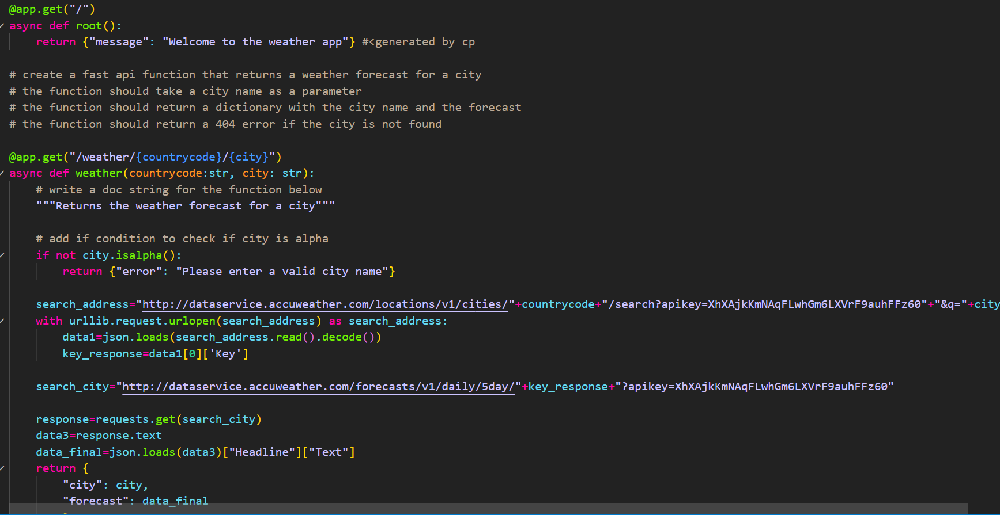 @app.get("/")
async def root():
    return {"message": "Welcome to the weather app"} #<generated by cp

# create a fast api function that returns a weather forecast for a city
# the function should take a city name as a parameter
# the function should return a dictionary with the city name and the forecast
# the function should return a 404 error if the city is not found

@app.get("/weather/{countrycode}/{city}")
async def weather(countrycode:str, city: str):
    # write a doc string for the function below
    """Returns the weather forecast for a city"""

    # add if condition to check if city is alpha
    if not city.isalpha():
        return {"error": "Please enter a valid city name"}

    search_address="http://dataservice.accuweather.com/locations/v1/cities/"+countrycode+"/search?apikey=XhXAjkKmNAqFLwhGm6LXVrF9auhFFz60"+"&q="+city
    with urllib.request.urlopen(search_address) as search_address:
        data1=json.loads(search_address.read().decode())
        key_response=data1[0]['Key']

    search_city="http://dataservice.accuweather.com/forecasts/v1/daily/5day/"+key_response+"?apikey=XhXAjkKmNAqFLwhGm6LXVrF9auhFFz60"

    response=requests.get(search_city)
    data3=response.text
    data_final=json.loads(data3)["Headline"]["Text"]
    return {
        "city": city,
        "forecast": data_final